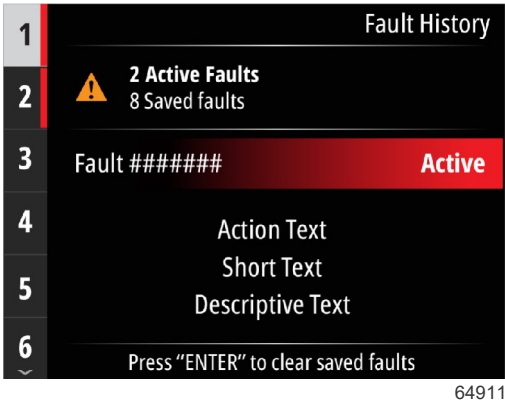 Fault History
1
2
3
4
5
6
2 Active Faults
8 Saved faults
Fault ####### Active
Action Text
Short Text
Descriptive Text
Press “ENTER” to clear saved faults
64911